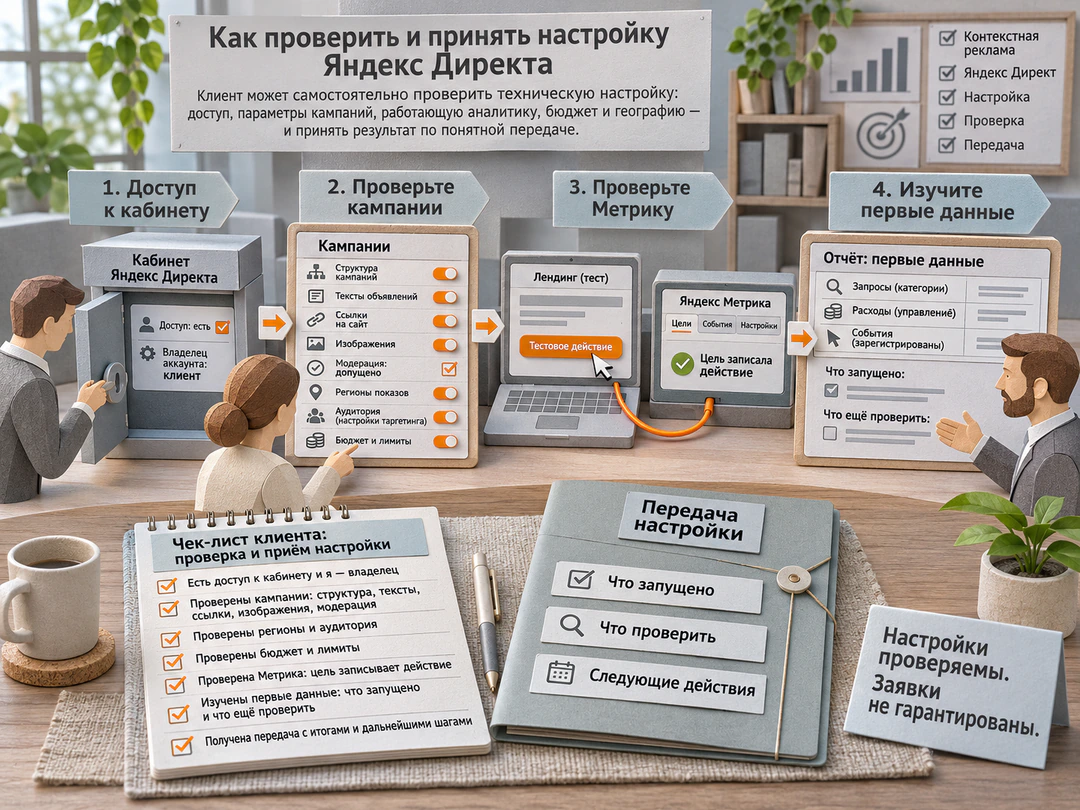 Как проверить и принять настройку
Яндекс Директа
Клиент может самостоятельно проверить техническую настройку:
доступ, параметры кампаний, работающую аналитику, бюджет и географию —
и принять результат по понятной передаче.
Контекстная
реклама
Яндекс Директ
Настройка
Проверка
Передача
1. Доступ
к кабинету
2. Проверьте
кампании
3. Проверьте
Метрику
4. Изучите
первые данные
Кабинет
Яндекс Директа
Доступ: есть
Владелец
аккаунта:
клиент
Кампании
Структура
кампаний
Тексты объявлений
Ссылки
на сайт
Изображения
Модерация:
допущено
Регионы показов
Аудитория
(настройки таргетинга)
Бюджет и лимиты
Лендинг (тест)
Тестовое действие
Яндекс Метрика
Цели
События
Настройки
Цель записала
действие
Отчёт: первые данные
Запросы (категории)
Расходы (управление)
События
(зарегистрированы)
Что запущено:
Что ещё проверить:
Чек-лист клиента:
проверка и приём настройки
Есть доступ к кабинету и я — владелец
Проверены кампании: структура, тексты,
ссылки, изображения, модерация
Проверены регионы и аудитория
Проверены бюджет и лимиты
Проверена Метрика: цель записывает действие
Изучены первые данные: что запущено
и что ещё проверить
Получена передача с итогами и дальнейшими шагами
Передача
настройки
Что запущено
Что проверить
Следующие действия
Настройки
проверяемы.
Заявки
не гарантированы.